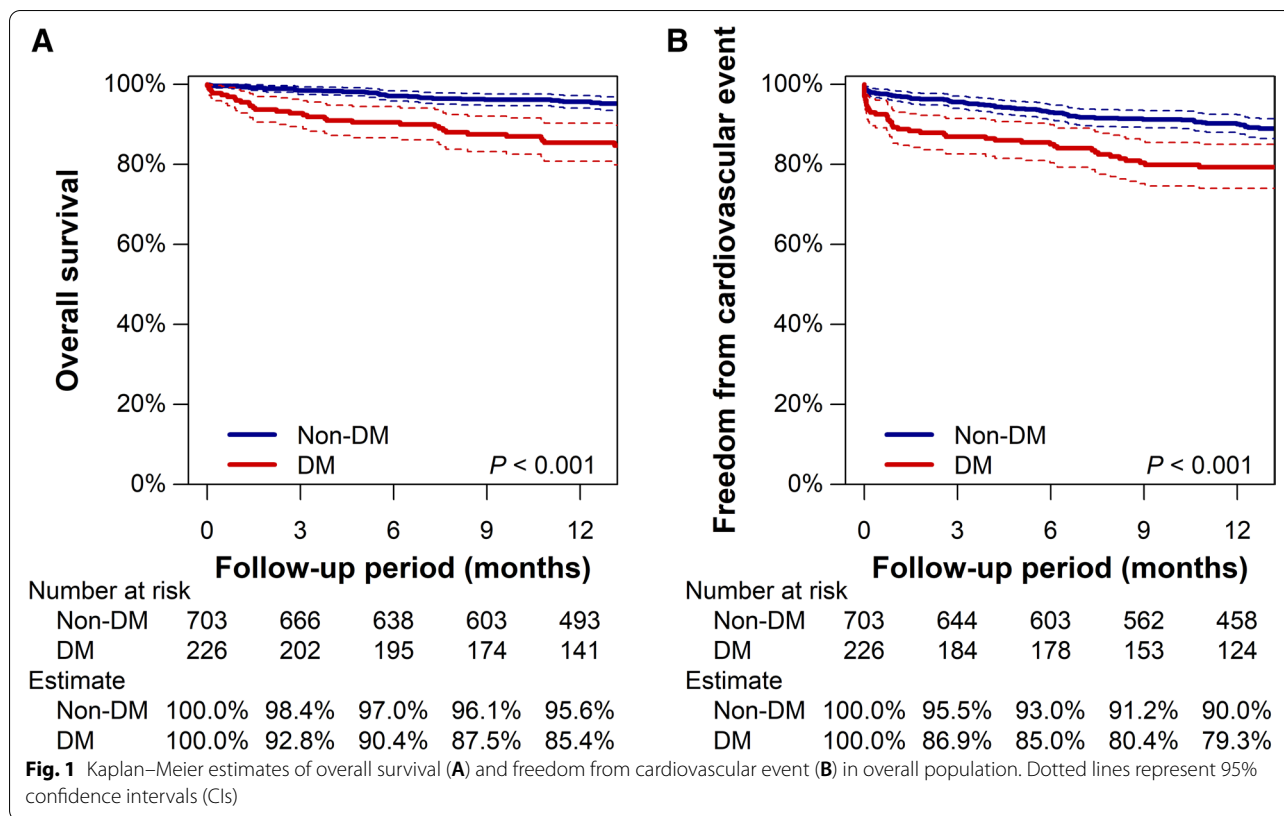 A
Overall survival
100%
80%
60%
40%
20%
0%
Non-DM
DM
P < 0.001
0 3 6 9 12
Follow-up period (months)
Number at risk
Non-DM 703 666 638 603 493
DM 226 202 195 174 141
Estimate
Non-DM 100.0% 98.4% 97.0% 96.1% 95.6%
DM 100.0% 92.8% 90.4% 87.5% 85.4%
B
Freedom from cardiovascular event
100%
80%
60%
40%
20%
0%
Non-DM
DM
P < 0.001
0 3 6 9 12
Follow-up period (months)
Number at risk
Non-DM 703 644 603 562 458
DM 226 184 178 153 124
Estimate
Non-DM 100.0% 95.5% 93.0% 91.2% 90.0%
DM 100.0% 86.9% 85.0% 80.4% 79.3%
Fig. 1 Kaplan–Meier estimates of overall survival (A) and freedom from cardiovascular event (B) in overall population. Dotted lines represent 95%
confidence intervals (CIs)